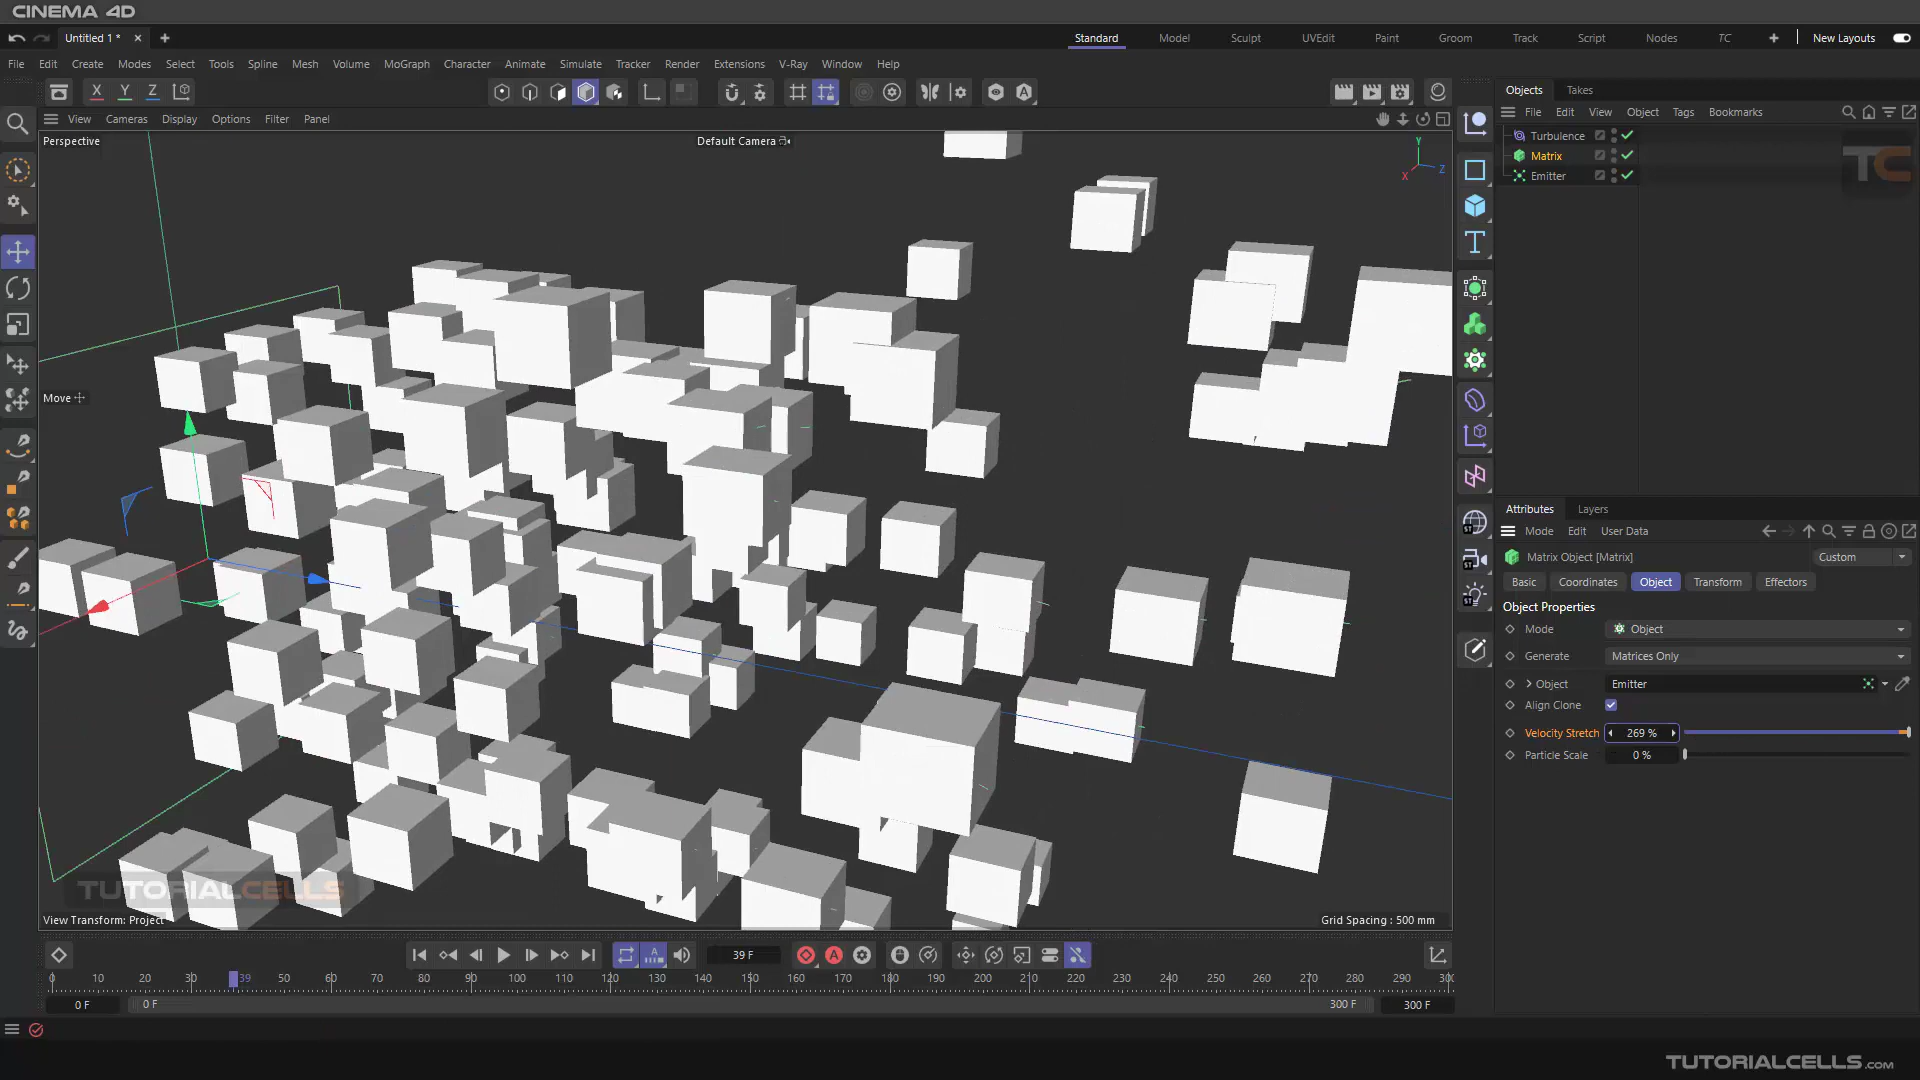 CINEMA 4D
Untitled 1 *
Standard Model Sculpt UVEdit Paint Groom Track Script Nodes TC New Layouts
File Edit Create Modes Select Tools Spline Mesh Volume MoGraph Character Animate Simulate Tracker Render Extensions V-Ray Window Help
X Y Z
Objects Takes
View Cameras Display Options Filter Panel
File Edit View Object Tags Bookmarks
Perspective
Default Camera
Y
X
Z
Turbulence
Matrix
Emitter
TC
Move
ST
ST
ST
Attributes Layers
Mode Edit User Data
Matrix Object [Matrix] Custom
Basic Coordinates Object Transform Effectors
Object Properties
Mode Object
Generate Matrices Only
Object Emitter
Align Clone
Velocity Stretch 269 %
Particle Scale 0 %
TUTORIALCELLS
View Transform: Project
Grid Spacing : 500 mm
39 F
0 10 20 30 39 50 60 70 80 90 100 110 120 130 140 150 160 170 180 190 200 210 220 230 240 250 260 270 280 290 30
0 F 0 F 300 F 300 F
TUTORIALCELLS.com